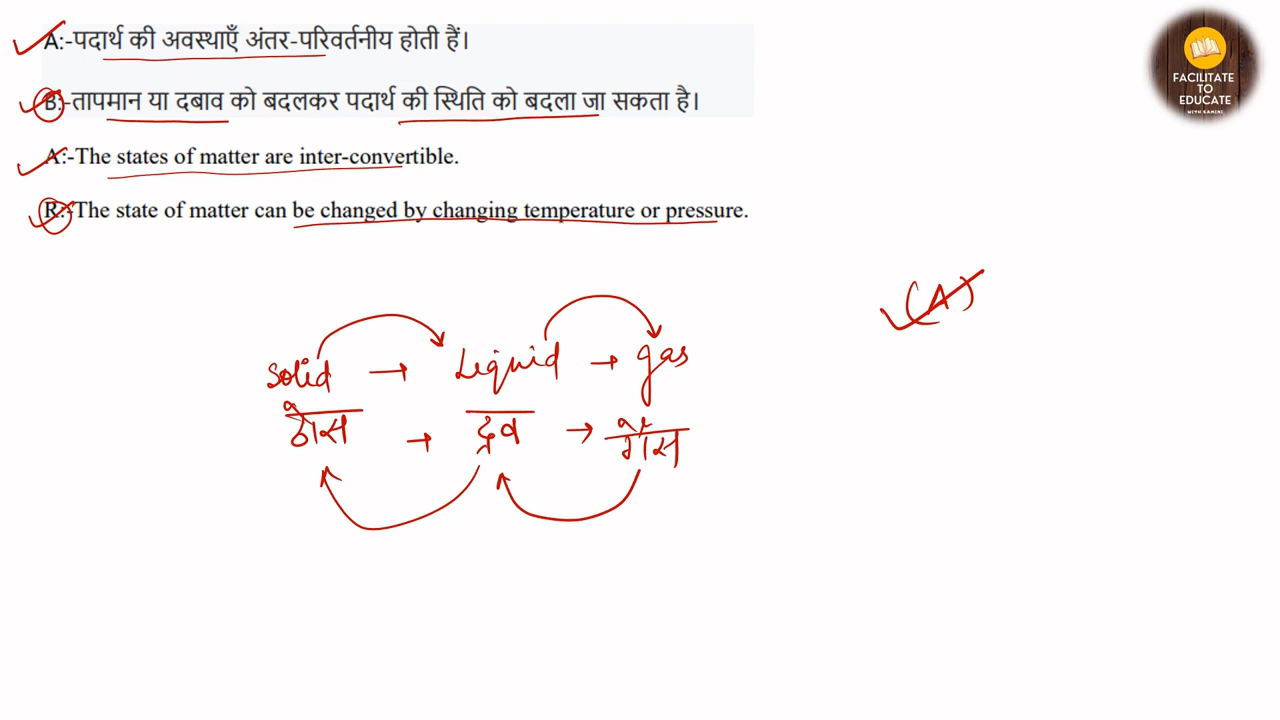 A:-पदार्थ की अवस्थाएँ अंतर-परिवर्तनीय होती हैं।
B:-तापमान या दबाव को बदलकर पदार्थ की स्थिति को बदला जा सकता है।
A:-The states of matter are inter-convertible.
R:-The state of matter can be changed by changing temperature or pressure.
(A)
Solid → Liquid → gas
ठोस → द्रव → गैस
FACILITATE
TO
EDUCATE
WITH RAMINI